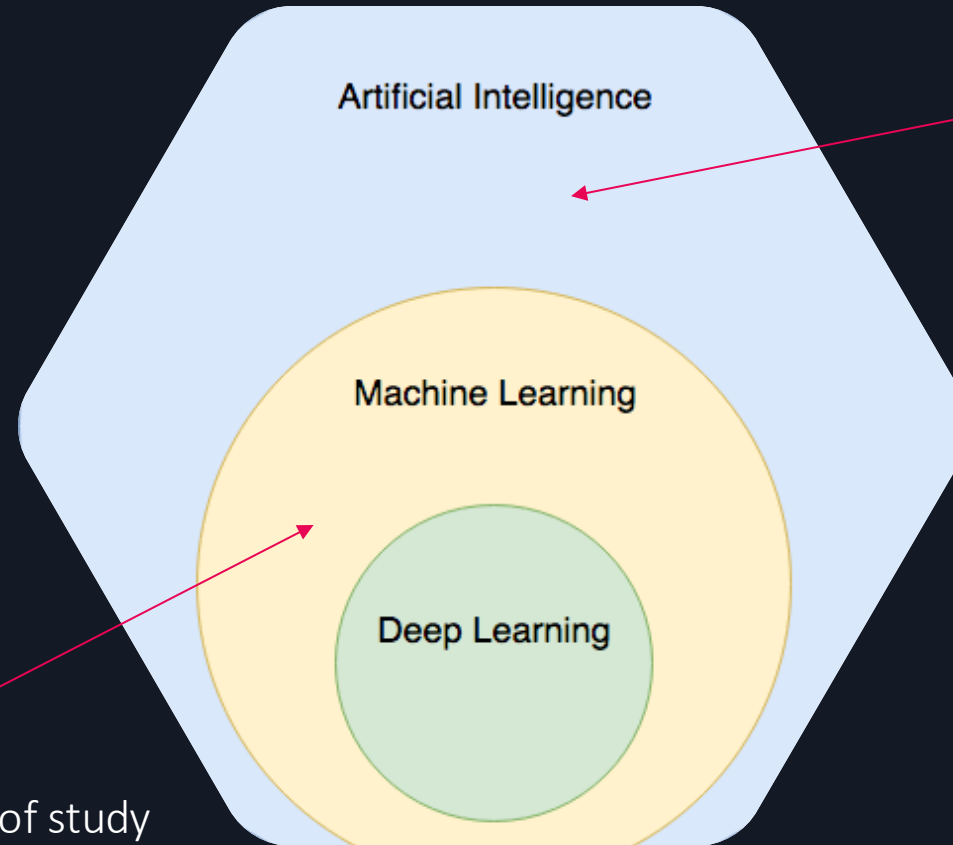 Artificial Intelligence
Machine Learning
Deep Learning
of study